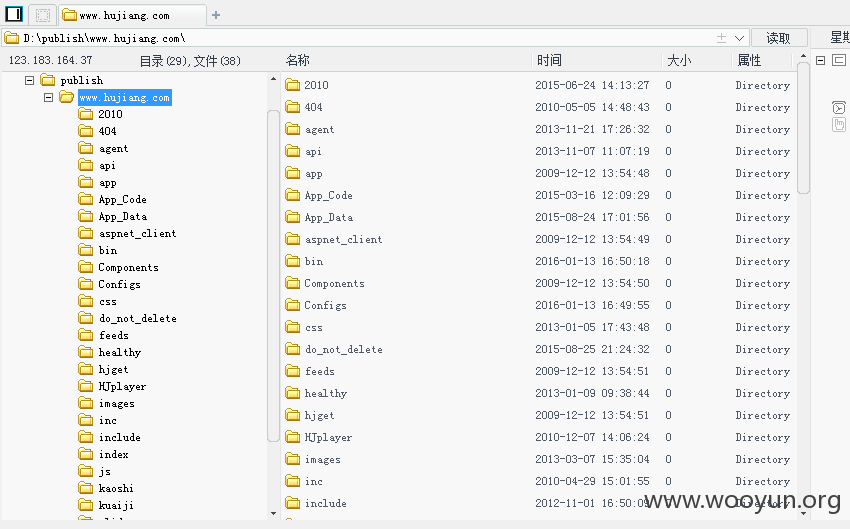 www.hujiang.com
D:\publish\www.hujiang.com\
读取
星期
123.183.164.37 目录(29),文件(38)
名称 时间 大小 属性
publish
www.hujiang.com
2010
404
agent
api
app
App_Code
App_Data
aspnet_client
bin
Components
Configs
css
do_not_delete
feeds
healthy
hjget
HJplayer
images
inc
include
index
js
kaoshi
kuaiji
2010 2015-06-24 14:13:27 0 Directory
404 2010-05-05 14:48:43 0 Directory
agent 2013-11-21 17:26:32 0 Directory
api 2013-11-07 11:07:19 0 Directory
app 2009-12-12 13:54:48 0 Directory
App_Code 2015-03-16 12:09:29 0 Directory
App_Data 2015-08-24 17:01:56 0 Directory
aspnet_client 2009-12-12 13:54:49 0 Directory
bin 2016-01-13 16:50:18 0 Directory
Components 2009-12-12 13:54:50 0 Directory
Configs 2016-01-13 16:49:55 0 Directory
css 2013-01-05 17:43:48 0 Directory
do_not_delete 2015-08-25 21:24:32 0 Directory
feeds 2009-12-12 13:54:51 0 Directory
healthy 2013-01-09 09:38:44 0 Directory
hjget 2009-12-12 13:54:51 0 Directory
HJplayer 2010-12-07 14:06:24 0 Directory
images 2013-03-07 15:35:04 0 Directory
inc 2010-04-29 15:01:55 0 Directory
include 2012-11-01 16:50:09 0 Directory
www.wooyun.org